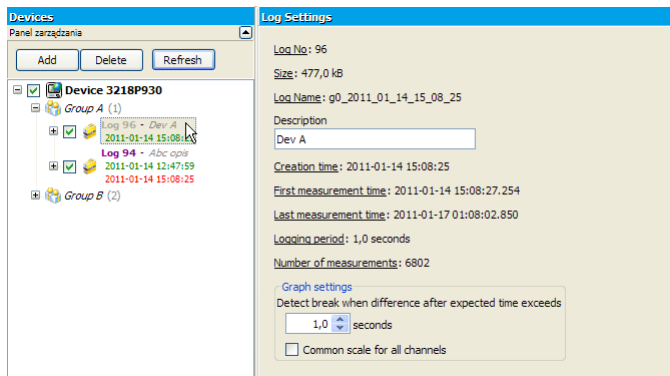 Devices
Panel zarządzania
Add Delete Refresh
Device 3218P930
Group A (1)
Log 96 - Dev A
2011-01-14 15:08:
Log 94 - Abc opis
2011-01-14 12:47:59
2011-01-14 15:08:25
Group B (2)
Log Settings
Log No: 96
Size: 477,0 kB
Log Name: g0_2011_01_14_15_08_25
Description
Dev A
Creation time: 2011-01-14 15:08:25
First measurement time: 2011-01-14 15:08:27.254
Last measurement time: 2011-01-17 01:08:02.850
Logging period: 1,0 seconds
Number of measurements: 6802
Graph settings
Detect break when difference after expected time exceeds
1,0 seconds
Common scale for all channels